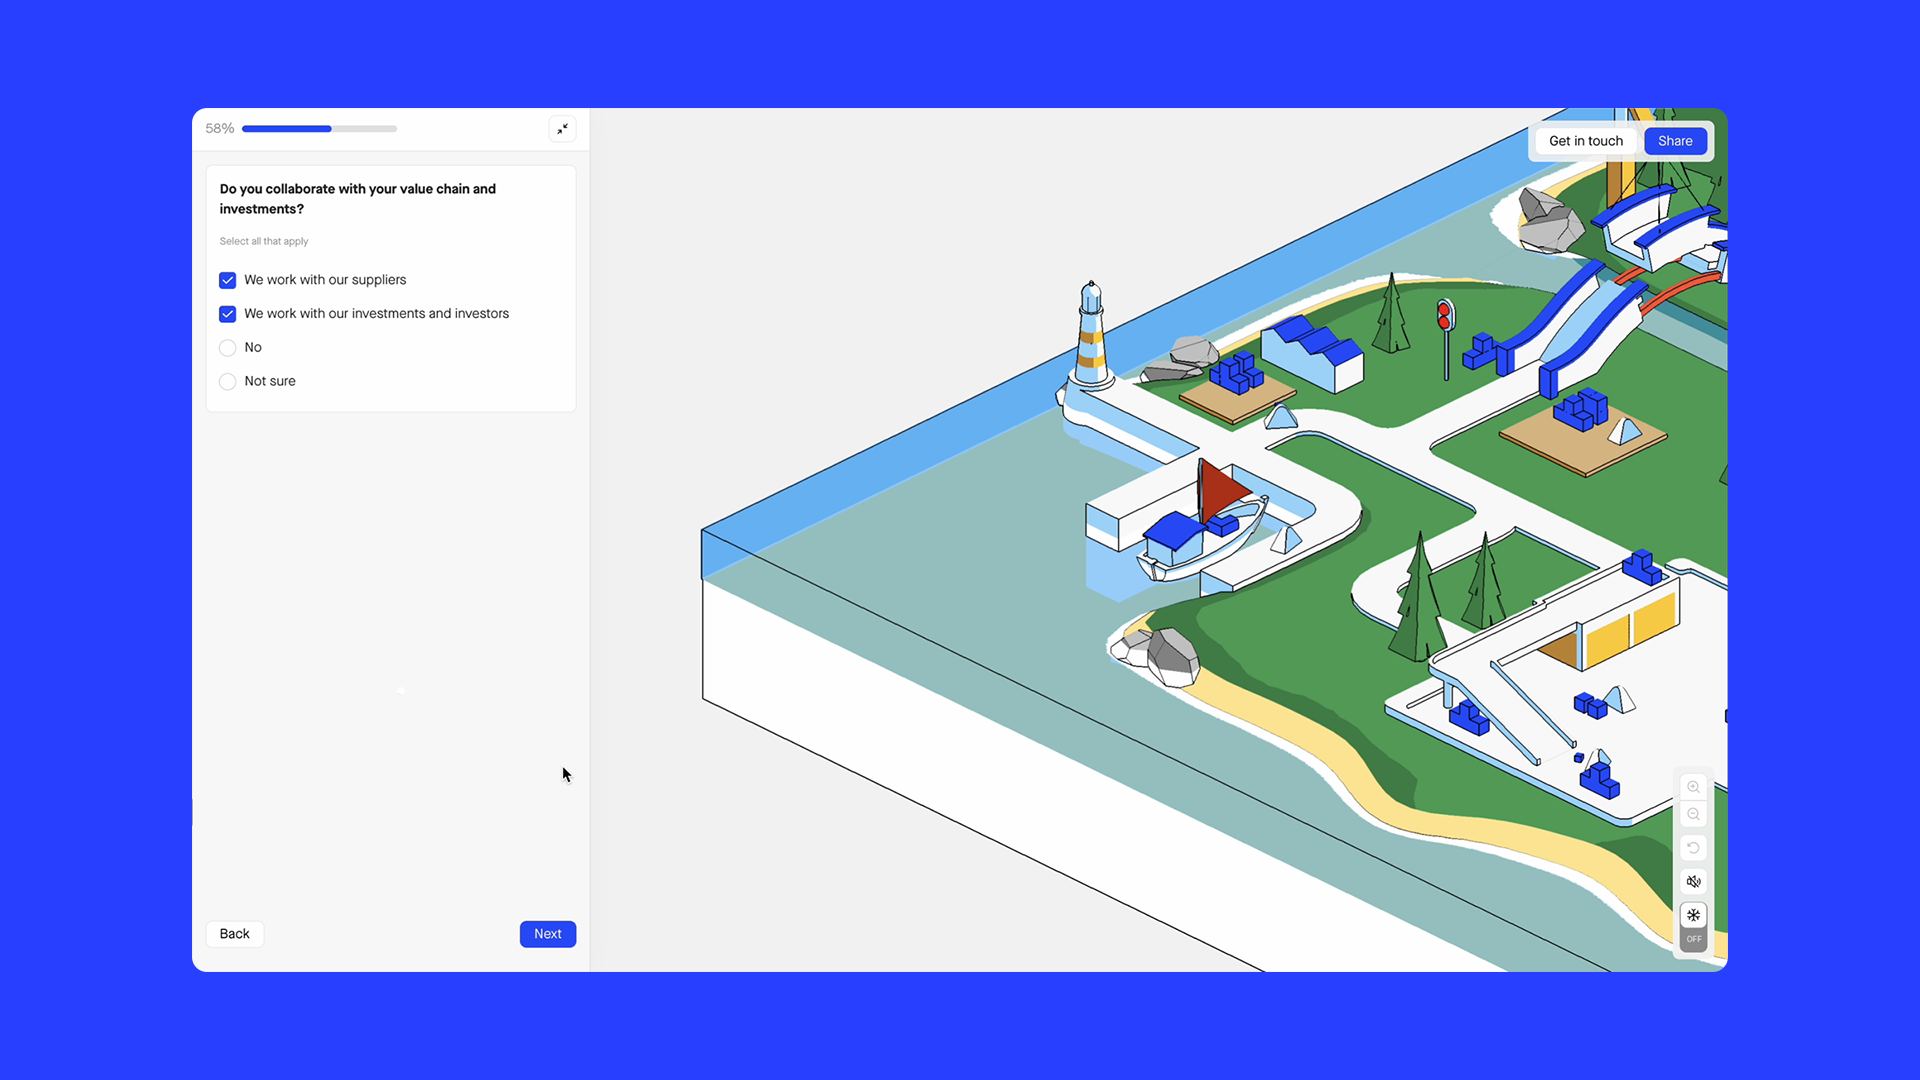 58%
Get in touch
Share
Do you collaborate with your value chain and
investments?
Select all that apply
We work with our suppliers
We work with our investments and investors
No
Not sure
Back
Next
OFF